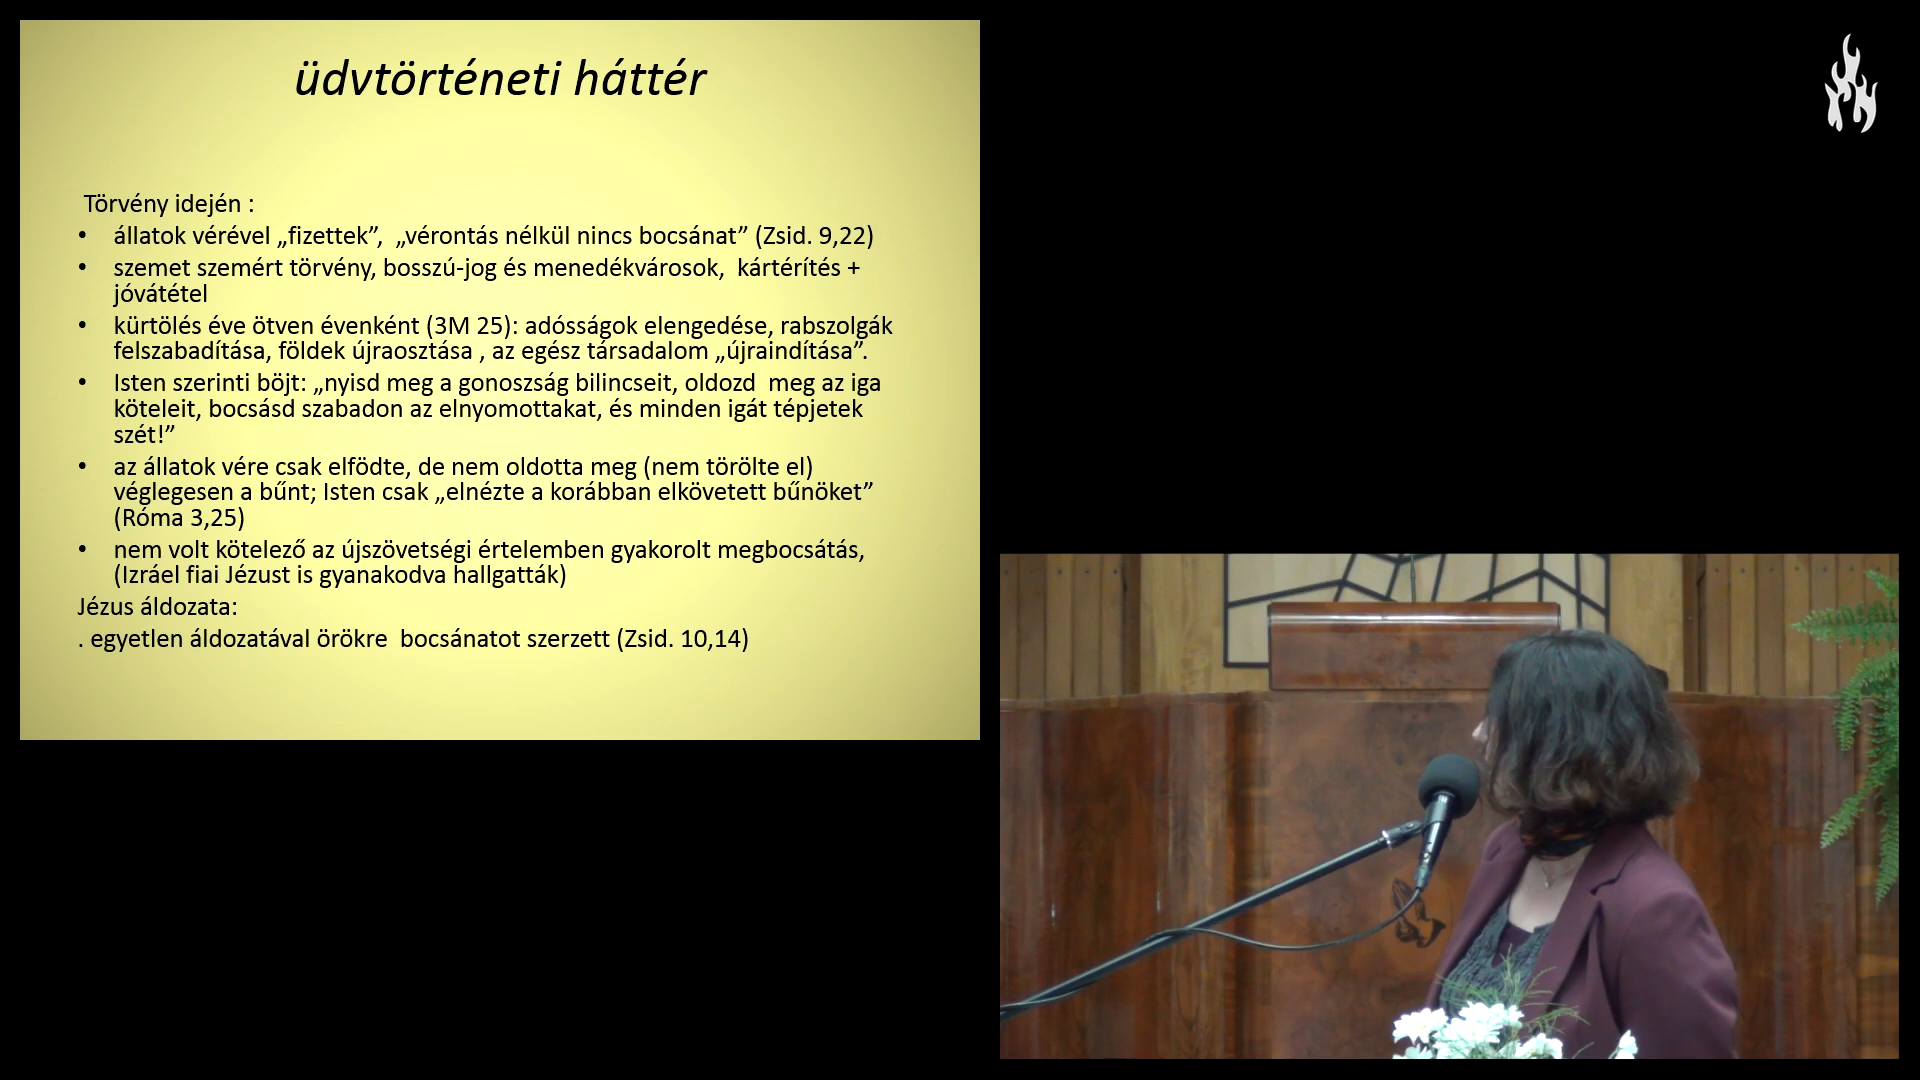 üdvtörténeti háttér
Törvény idején :
• állatok vérével „fizettek”,  „vérontás nélkül nincs bocsánat” (Zsid. 9,22)
• szemet szemért törvény, bosszú-jog és menedékvárosok,  kártérítés +
jóvátétel
• kürtölés éve ötven évenként (3M 25): adósságok elengedése, rabszolgák
felszabadítása, földek újraosztása , az egész társadalom „újraindítása”.
• Isten szerinti böjt: „nyisd meg a gonoszság bilincseit, oldozd  meg az iga
köteleit, bocsásd szabadon az elnyomottakat, és minden igát tépjetek
szét!”
• az állatok vére csak elfödte, de nem oldotta meg (nem törölte el)
véglegesen a bűnt; Isten csak „elnézte a korábban elkövetett bűnöket”
(Róma 3,25)
• nem volt kötelező az újszövetségi értelemben gyakorolt megbocsátás,
(Izráel fiai Jézust is gyanakodva hallgatták)
Jézus áldozata:
. egyetlen áldozatával örökre  bocsánatot szerzett (Zsid. 10,14)